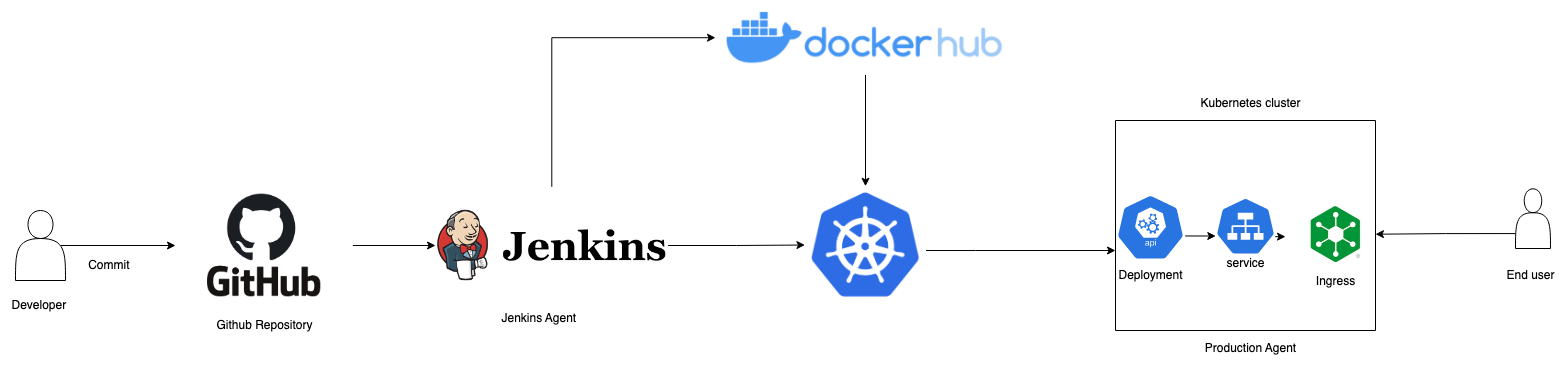 docker hub
Kubernetes cluster
GitHub
Jenkins
api
Deployment
service
Ingress
Commit
Developer
End user
Github Repository
Jenkins Agent
Production Agent